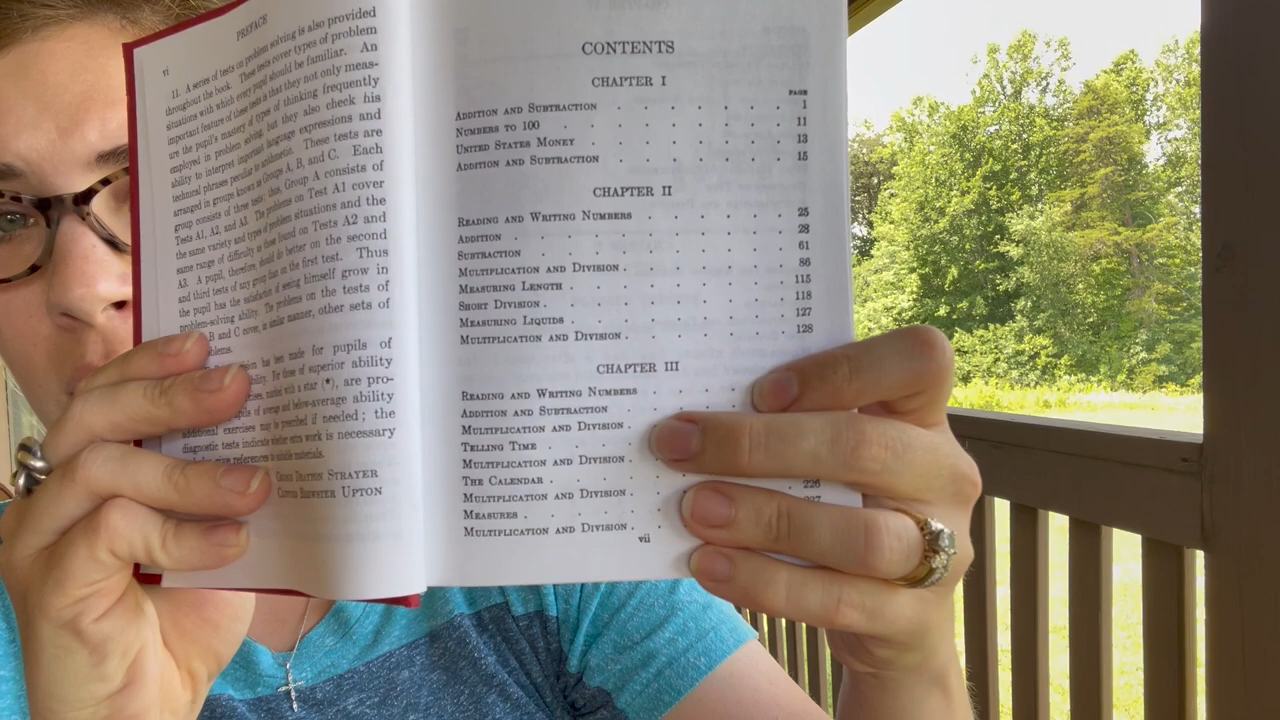 vi
PREFACE
11. A series of tests on problem solving is also provided
throughout the book. These tests cover types of problem
situations with which every pupil should be familiar. An
important feature of these tests is that they not only meas-
ure the pupil's mastery of types of thinking frequently
employed in problem solving, but they also check his
ability to interpret important language expressions and
technical phrases peculiar to arithmetic. These tests are
arranged in groups known as Groups A, B, and C. Each
group consists of three tests; thus, Group A consists of
Tests A1, A2, and A3. The problems on Test A1 cover
the same variety and types of problem situations and the
same range of difficulty as those found on Tests A2 and
A3. A pupil, therefore, should do better on the second
and third tests of any group than on the first test. Thus
the pupil has the satisfaction of seeing himself grow in
problem-solving ability. The problems on the tests of
B and C cover, in similar manner, other sets of
blems.
has been made for pupils of
For those of superior ability
marked with a star (*), are pro-
of average and below-average ability
additional exercises may be prescribed if needed; the
diagnostic tests indicate whether extra work is necessary
give references to suitable materials.
STRAYER
UPTON
CONTENTS
CHAPTER I
PAGE
ADDITION AND SUBTRACTION . . . . . . . 1
NUMBERS TO 100 . . . . . . . . . 11
UNITED STATES MONEY . . . . . . . . 13
ADDITION AND SUBTRACTION . . . . . . . 15
CHAPTER II
READING AND WRITING NUMBERS . . . . . . 25
ADDITION . . . . . . . . . . 28
SUBTRACTION . . . . . . . . . 61
MULTIPLICATION AND DIVISION . . . . . . . 86
MEASURING LENGTH . . . . . . . . 115
SHORT DIVISION . . . . . . . . . 118
MEASURING LIQUIDS . . . . . . . . 127
MULTIPLICATION AND DIVISION . . . . . . . 128
CHAPTER III
READING AND WRITING NUMBERS . . . .
ADDITION AND SUBTRACTION . . . .
MULTIPLICATION AND DIVISION .
TELLING TIME . . .
MULTIPLICATION AND DIVISION .
THE CALENDAR . . . . 226
MULTIPLICATION AND DIVISION . . 227
MEASURES . . . . .
MULTIPLICATION AND DIVISION . .
vii